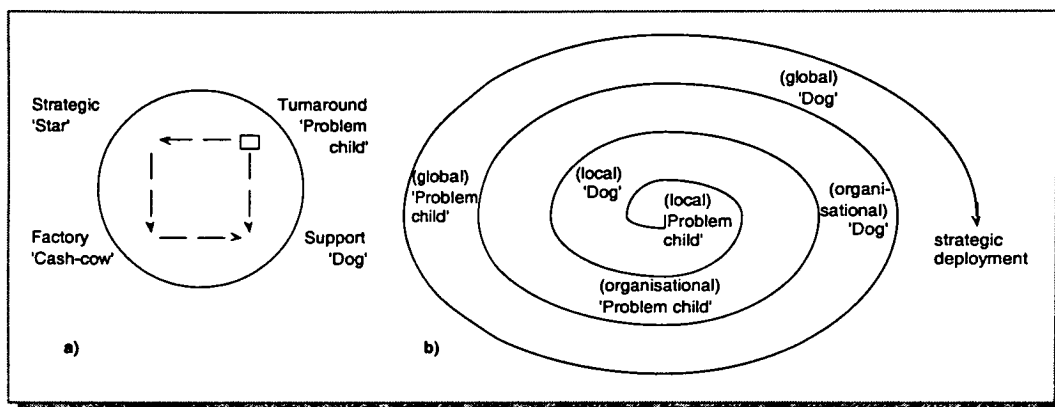 Strategic
'Star'
Turnaround
'Problem
child'
Factory
'Cash-cow'
Support
'Dog'
a)
(global)
'Dog'
(global)
'Problem
child'
(local)
'Dog'
(local)
'Problem
child'
(organi-
sational)
'Dog'
(organisational)
'Problem child'
strategic
deployment
b)